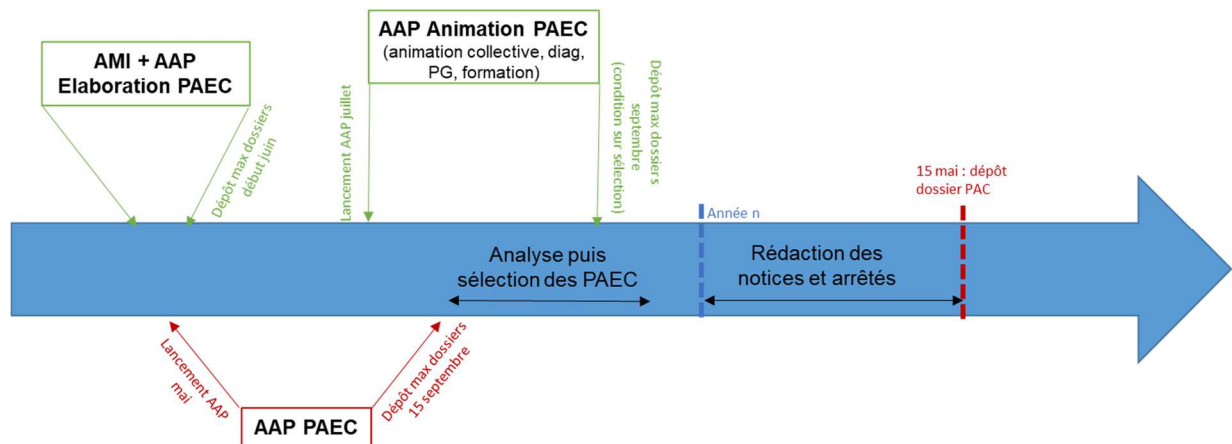 AMI + AAP
Elaboration PAEC
Dépôt max dossiers
début juin
AAP Animation PAEC
(animation collective, diag,
PG, formation)
Lancement AAP juillet
Dépôt max dossiers
septembre
(condition sur sélection)
15 mai : dépôt
dossier PAC
Année n
Analyse puis
sélection des PAEC
Rédaction des
notices et arrêtés
Lancement AAP
mai
Dépôt max dossiers
15 septembre
AAP PAEC